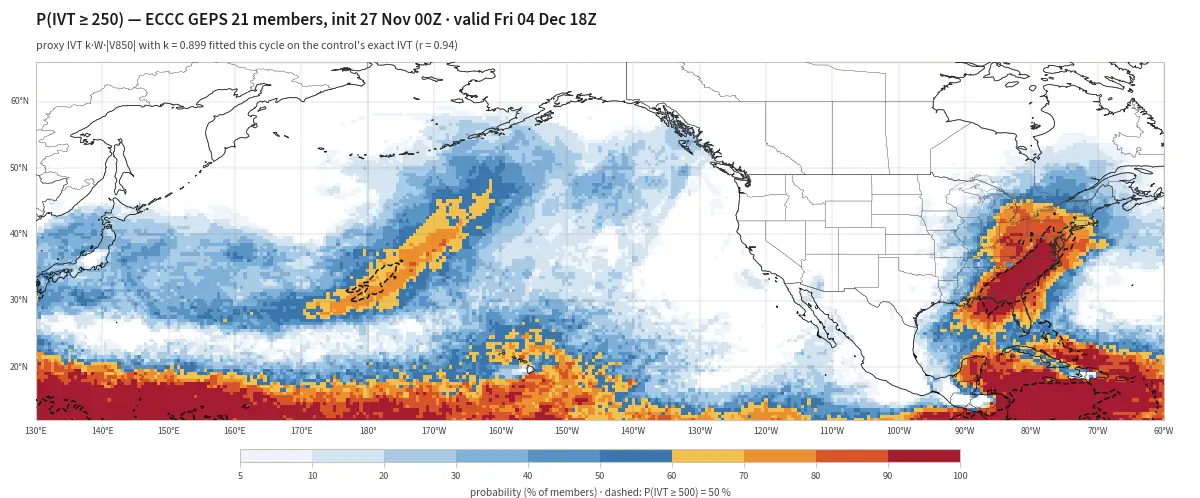 P(IVT ≥ 250) — ECCC GEPS 21 members, init 27 Nov 00Z · valid Fri 04 Dec 18Z
proxy IVT k·W·|V850| with k = 0.899 fitted this cycle on the control's exact IVT (r = 0.94)
60°N
50°N
40°N
30°N
20°N
130°E 140°E 150°E 160°E 170°E 180° 170°W 160°W 150°W 140°W 130°W 120°W 110°W 100°W 90°W 80°W 70°W 60°W
5 10 20 30 40 50 60 70 80 90 100
probability (% of members) · dashed: P(IVT ≥ 500) = 50 %